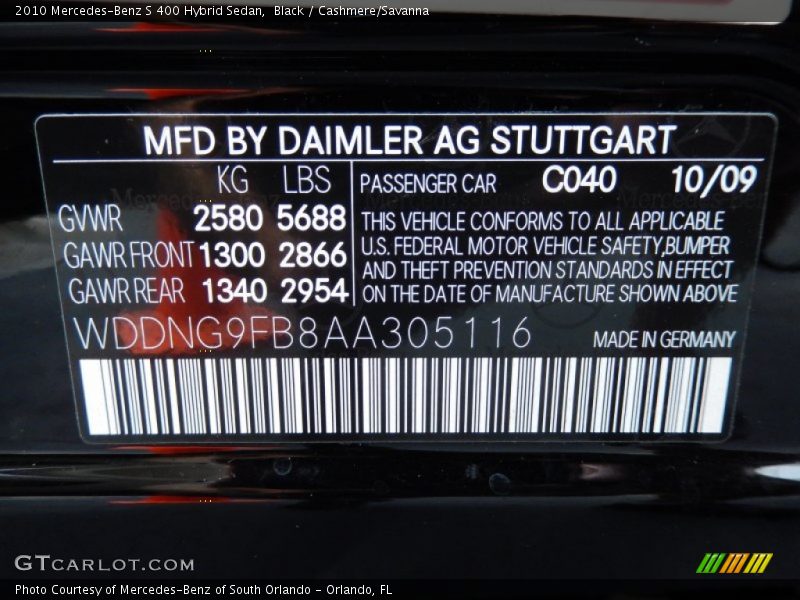 2010 Mercedes-Benz S 400 Hybrid Sedan,  Black / Cashmere/Savanna
MFD BY DAIMLER AG STUTTGART
KG LBS
GVWR 2580 5688
GAWR FRONT 1300 2866
GAWR REAR 1340 2954
PASSENGER CAR C040 10/09
THIS VEHICLE CONFORMS TO ALL APPLICABLE
U.S. FEDERAL MOTOR VEHICLE SAFETY,BUMPER
AND THEFT PREVENTION STANDARDS IN EFFECT
ON THE DATE OF MANUFACTURE SHOWN ABOVE
WDDNG9FB8AA305116
MADE IN GERMANY
GTCARLOT.COM
Photo Courtesy of Mercedes-Benz of South Orlando - Orlando, FL